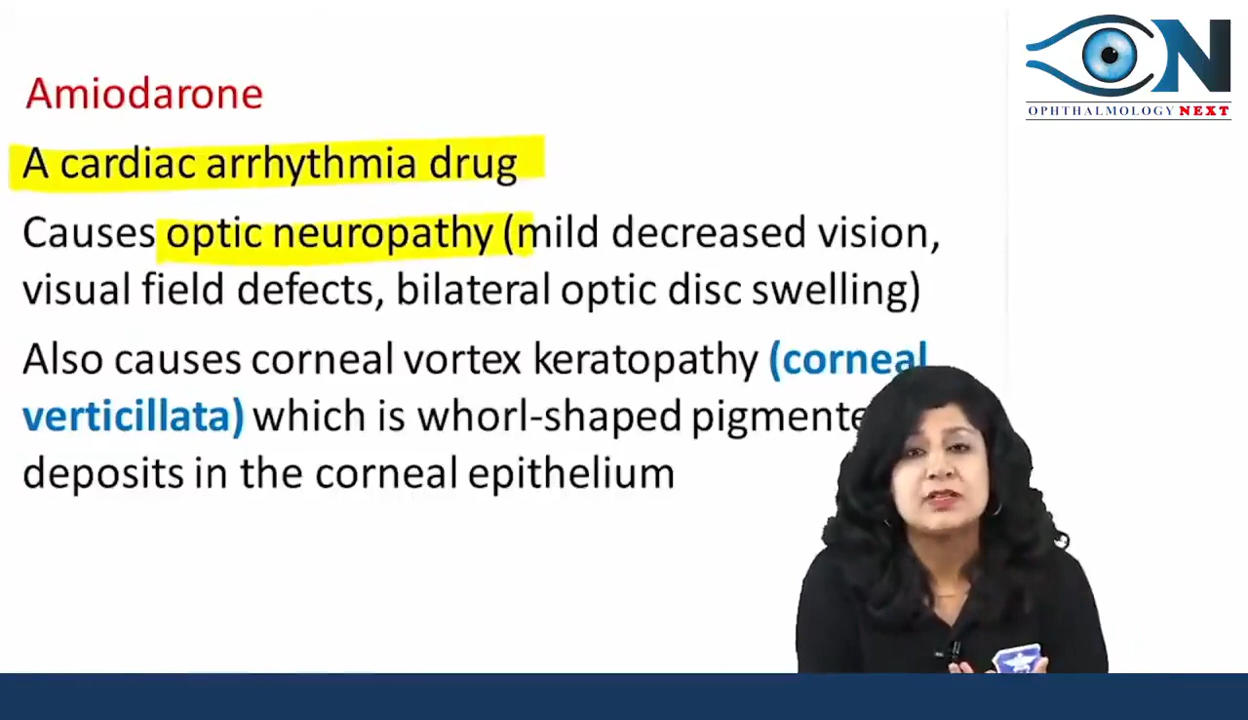 Amiodarone
A cardiac arrhythmia drug
Causes optic neuropathy (mild decreased vision,
visual field defects, bilateral optic disc swelling)
Also causes corneal vortex keratopathy (corneal
verticillata) which is whorl-shaped
deposits in the corneal epithelium
ON
OPHTHALMOLOGY NEXT